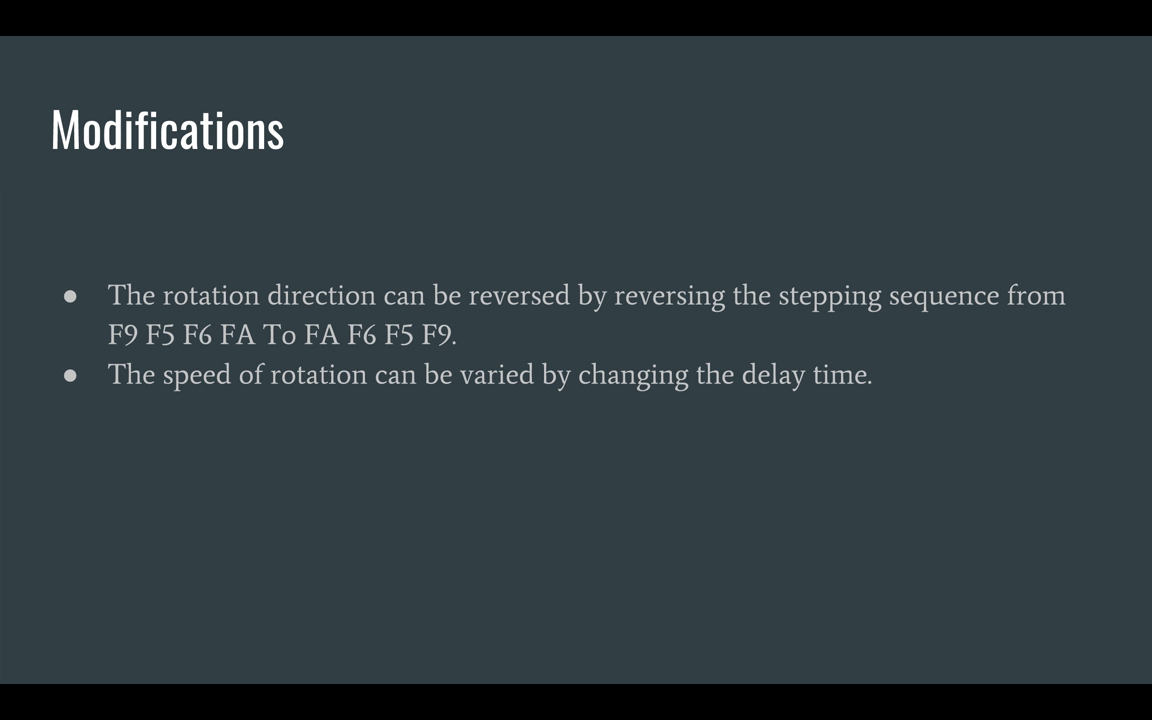 Modifications
● The rotation direction can be reversed by reversing the stepping sequence from
F9 F5 F6 FA To FA F6 F5 F9.
● The speed of rotation can be varied by changing the delay time.